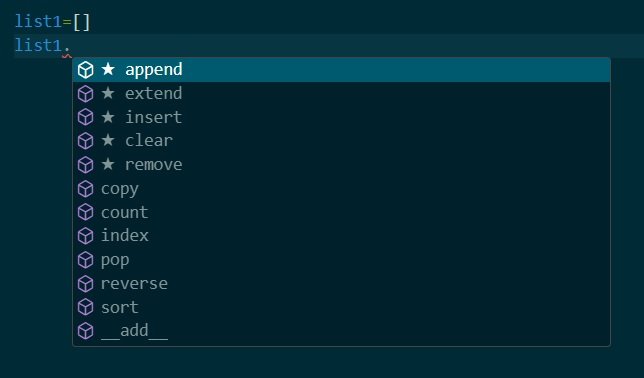 list1=[]
list1.
★ append
★ extend
★ insert
★ clear
★ remove
copy
count
index
pop
reverse
sort
__add__